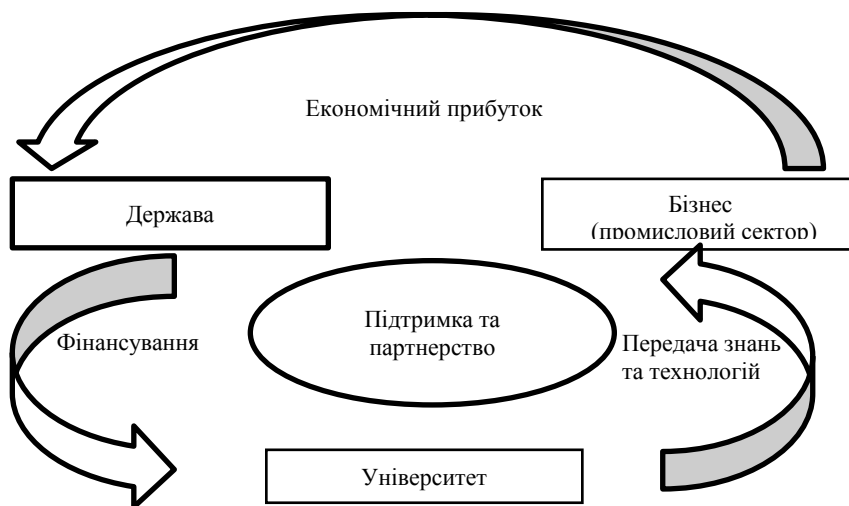 Економічний прибуток
Держава
Бізнес
(промисловий сектор)
Підтримка та
партнерство
Фінансування
Передача знань
та технологій
Університет